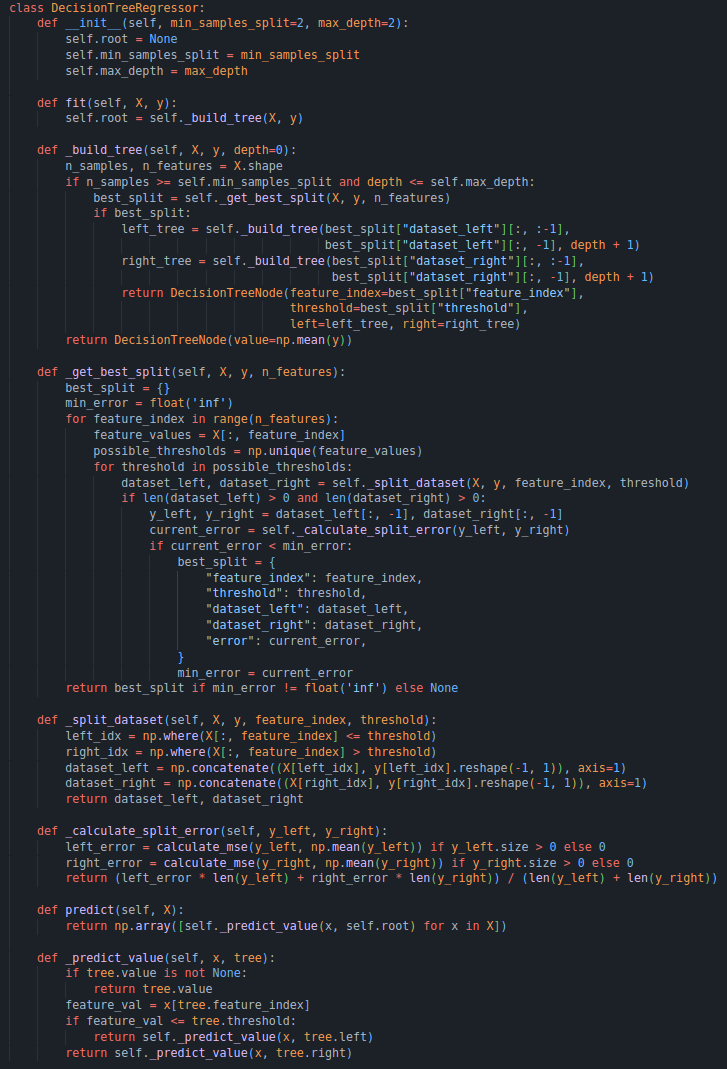 class DecisionTreeRegressor:
    def __init__(self, min_samples_split=2, max_depth=2):
        self.root = None
        self.min_samples_split = min_samples_split
        self.max_depth = max_depth

    def fit(self, X, y):
        self.root = self._build_tree(X, y)

    def _build_tree(self, X, y, depth=0):
        n_samples, n_features = X.shape
        if n_samples >= self.min_samples_split and depth <= self.max_depth:
            best_split = self._get_best_split(X, y, n_features)
            if best_split:
                left_tree = self._build_tree(best_split["dataset_left"][:, :-1],
                                             best_split["dataset_left"][:, -1], depth + 1)
                right_tree = self._build_tree(best_split["dataset_right"][:, :-1],
                                              best_split["dataset_right"][:, -1], depth + 1)
                return DecisionTreeNode(feature_index=best_split["feature_index"],
                                        threshold=best_split["threshold"],
                                        left=left_tree, right=right_tree)
        return DecisionTreeNode(value=np.mean(y))

    def _get_best_split(self, X, y, n_features):
        best_split = {}
        min_error = float('inf')
        for feature_index in range(n_features):
            feature_values = X[:, feature_index]
            possible_thresholds = np.unique(feature_values)
            for threshold in possible_thresholds:
                dataset_left, dataset_right = self._split_dataset(X, y, feature_index, threshold)
                if len(dataset_left) > 0 and len(dataset_right) > 0:
                    y_left, y_right = dataset_left[:, -1], dataset_right[:, -1]
                    current_error = self._calculate_split_error(y_left, y_right)
                    if current_error < min_error:
                        best_split = {
                            "feature_index": feature_index,
                            "threshold": threshold,
                            "dataset_left": dataset_left,
                            "dataset_right": dataset_right,
                            "error": current_error,
                        }
                        min_error = current_error
        return best_split if min_error != float('inf') else None

    def _split_dataset(self, X, y, feature_index, threshold):
        left_idx = np.where(X[:, feature_index] <= threshold)
        right_idx = np.where(X[:, feature_index] > threshold)
        dataset_left = np.concatenate((X[left_idx], y[left_idx].reshape(-1, 1)), axis=1)
        dataset_right = np.concatenate((X[right_idx], y[right_idx].reshape(-1, 1)), axis=1)
        return dataset_left, dataset_right

    def _calculate_split_error(self, y_left, y_right):
        left_error = calculate_mse(y_left, np.mean(y_left)) if y_left.size > 0 else 0
        right_error = calculate_mse(y_right, np.mean(y_right)) if y_right.size > 0 else 0
        return (left_error * len(y_left) + right_error * len(y_right)) / (len(y_left) + len(y_right))

    def predict(self, X):
        return np.array([self._predict_value(x, self.root) for x in X])

    def _predict_value(self, x, tree):
        if tree.value is not None:
            return tree.value
        feature_val = x[tree.feature_index]
        if feature_val <= tree.threshold:
            return self._predict_value(x, tree.left)
        return self._predict_value(x, tree.right)